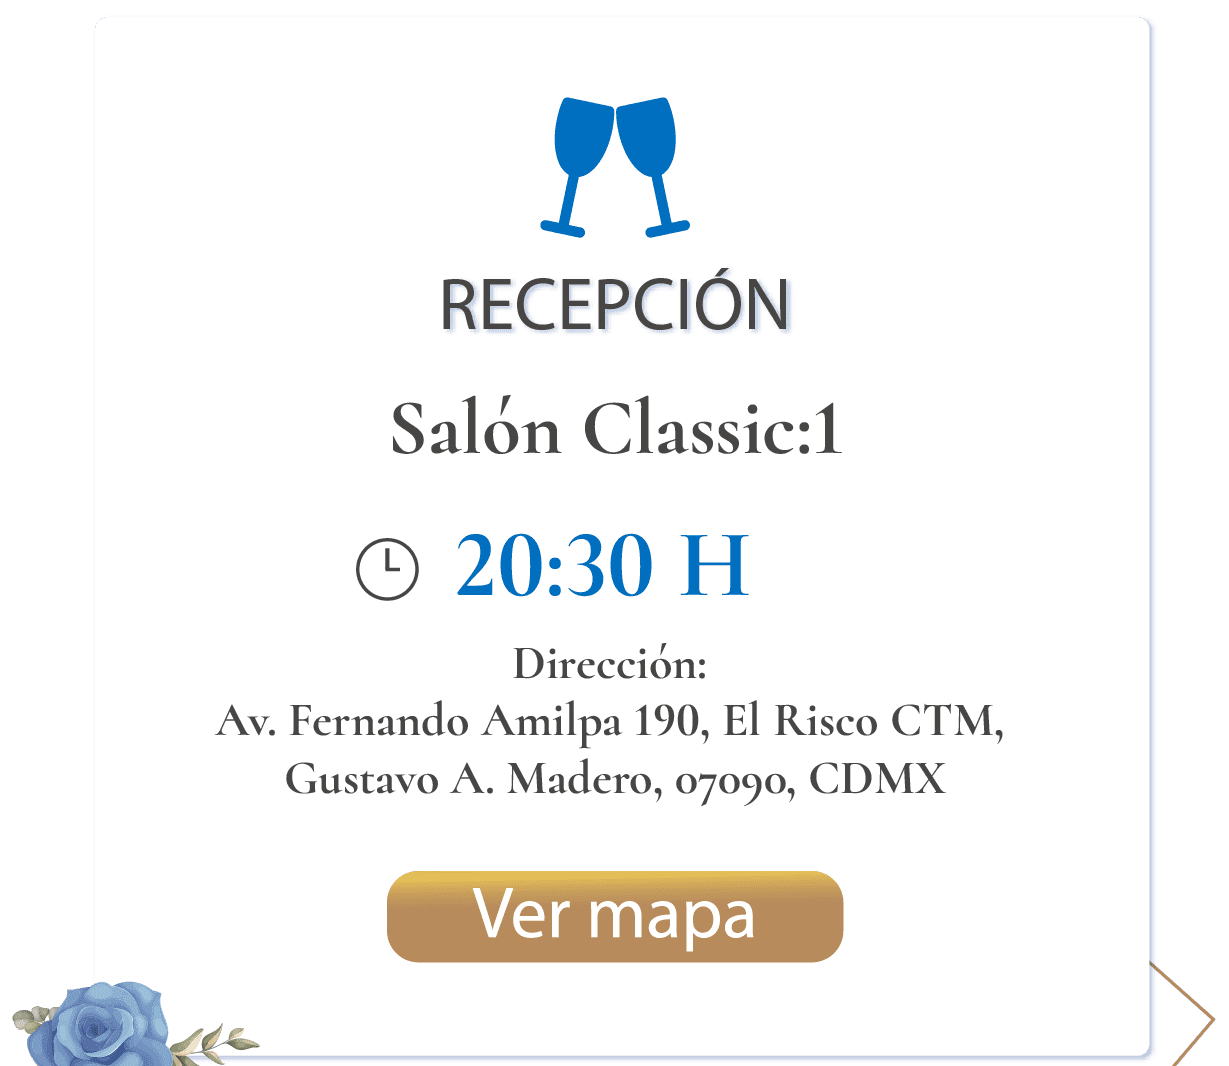 RECEPCIÓN
Salón Classic:1
20:30 H
Dirección:
Av. Fernando Amilpa 190, El Risco CTM,
Gustavo A. Madero, 07090, CDMX
Ver mapa